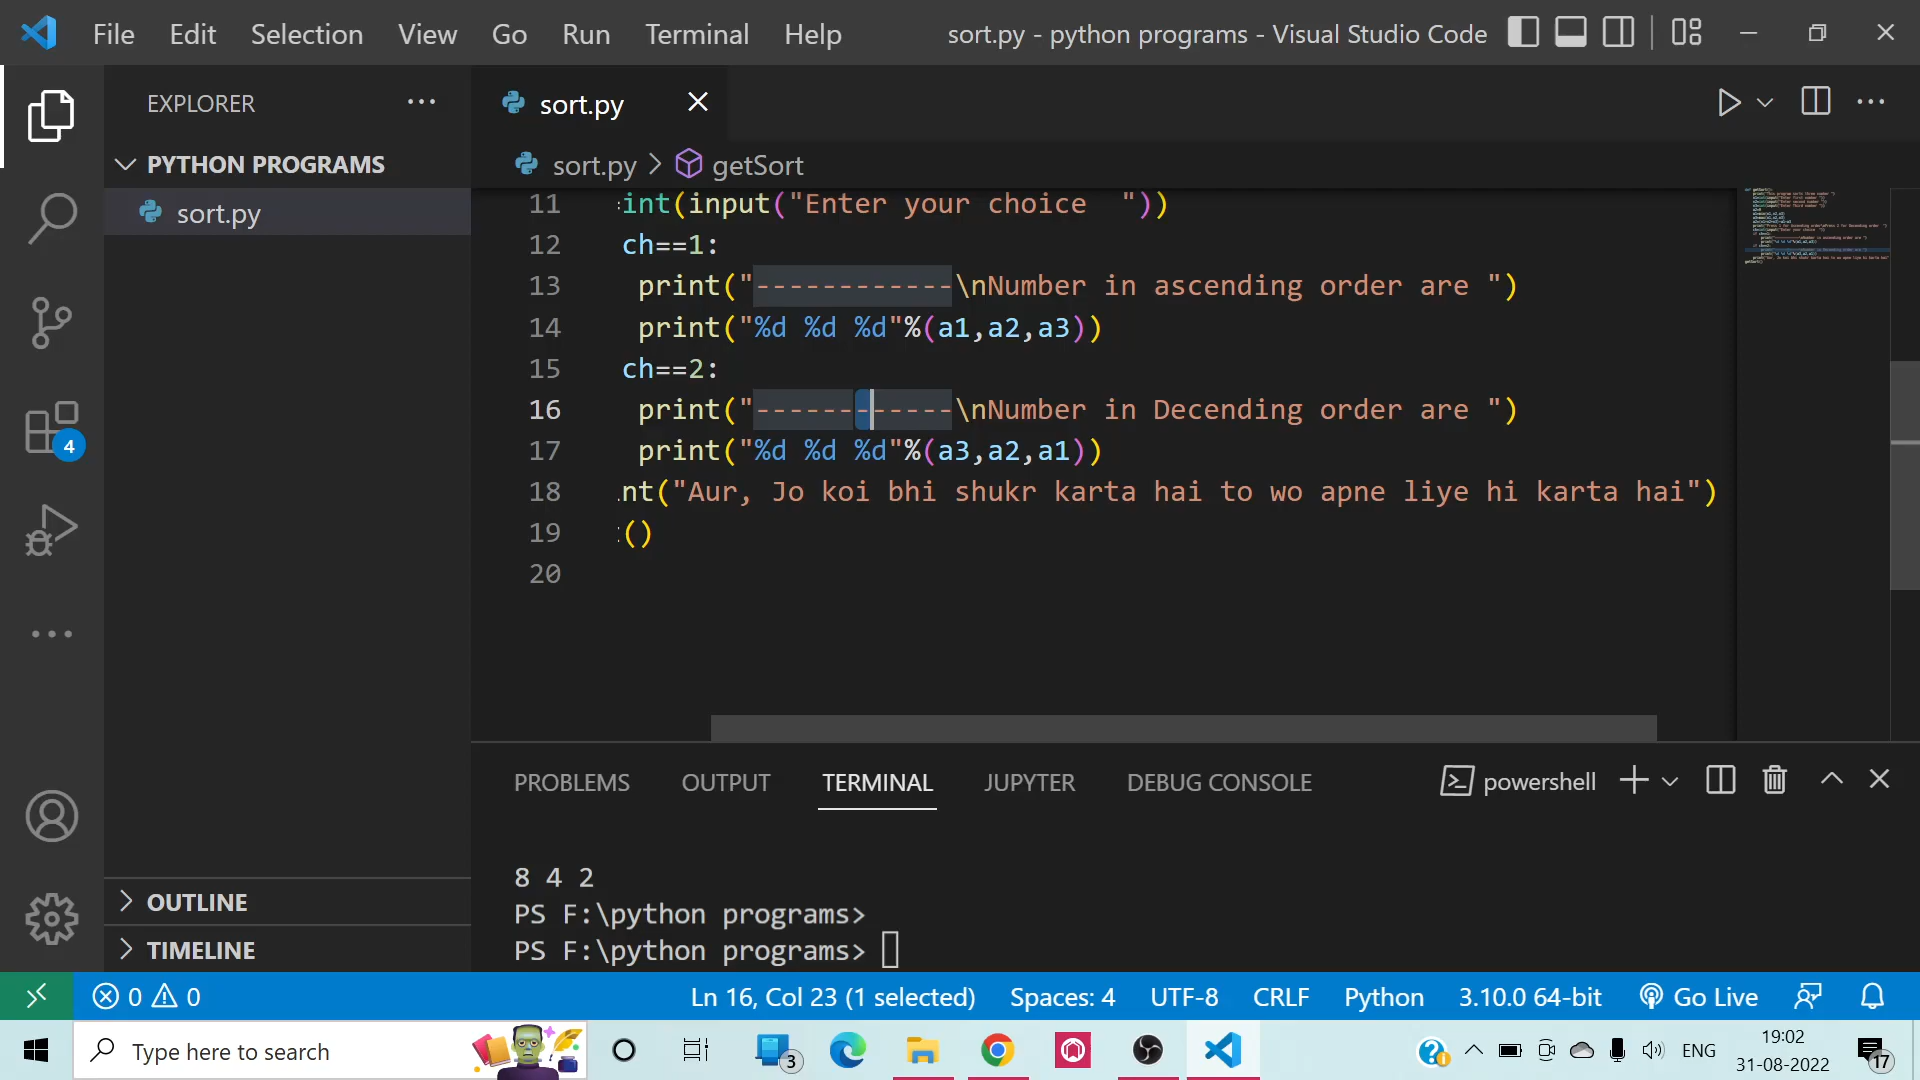 File Edit Selection View Go Run Terminal Help sort.py - python programs - Visual Studio Code
EXPLORER
sort.py
PYTHON PROGRAMS
sort.py
sort.py > getSort
11 int(input("Enter your choice  "))
12 ch==1:
13 print("------------\nNumber in ascending order are ")
14 print("%d %d %d"%(a1,a2,a3))
15 ch==2:
16 print("------------\nNumber in Decending order are ")
17 print("%d %d %d"%(a3,a2,a1))
18 nt("Aur, Jo koi bhi shukr karta hai to wo apne liye hi karta hai")
19 ()
20
4
OUTLINE
TIMELINE
PROBLEMS OUTPUT TERMINAL JUPYTER DEBUG CONSOLE powershell
8 4 2
PS F:\python programs>
PS F:\python programs>
0 0 Ln 16, Col 23 (1 selected) Spaces: 4 UTF-8 CRLF Python 3.10.0 64-bit Go Live
Type here to search 3 ENG 19:02
31-08-2022 17